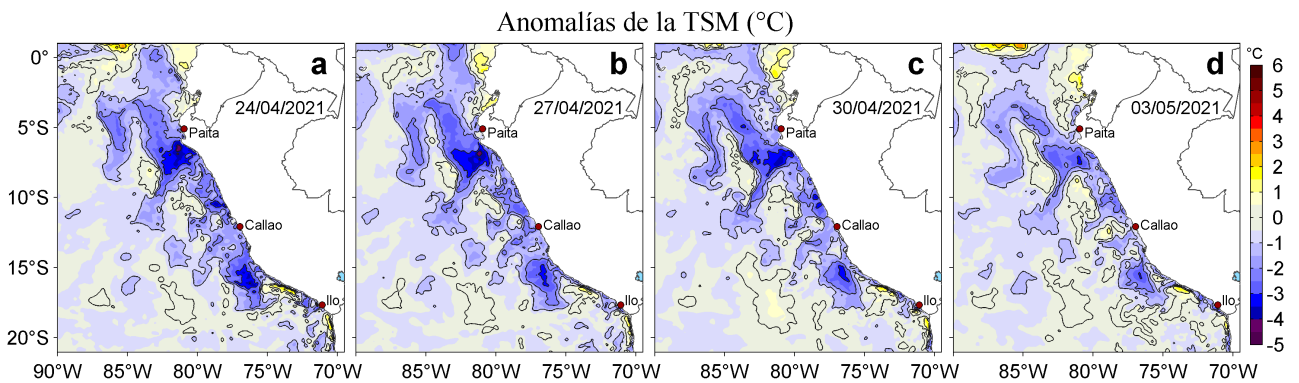 Anomalías de la TSM (°C)
a
b
c
d
24/04/2021
27/04/2021
30/04/2021
03/05/2021
Paita
Paita
Paita
Paita
Callao
Callao
Callao
Callao
Ilo
Ilo
Ilo
Ilo
0°
5°S
10°S
15°S
20°S
90°W 85°W 80°W 75°W 70°W
85°W 80°W 75°W 70°W
85°W 80°W 75°W 70°W
85°W 80°W 75°W 70°W
°C
6
5
4
3
2
1
0
-1
-2
-3
-4
-5